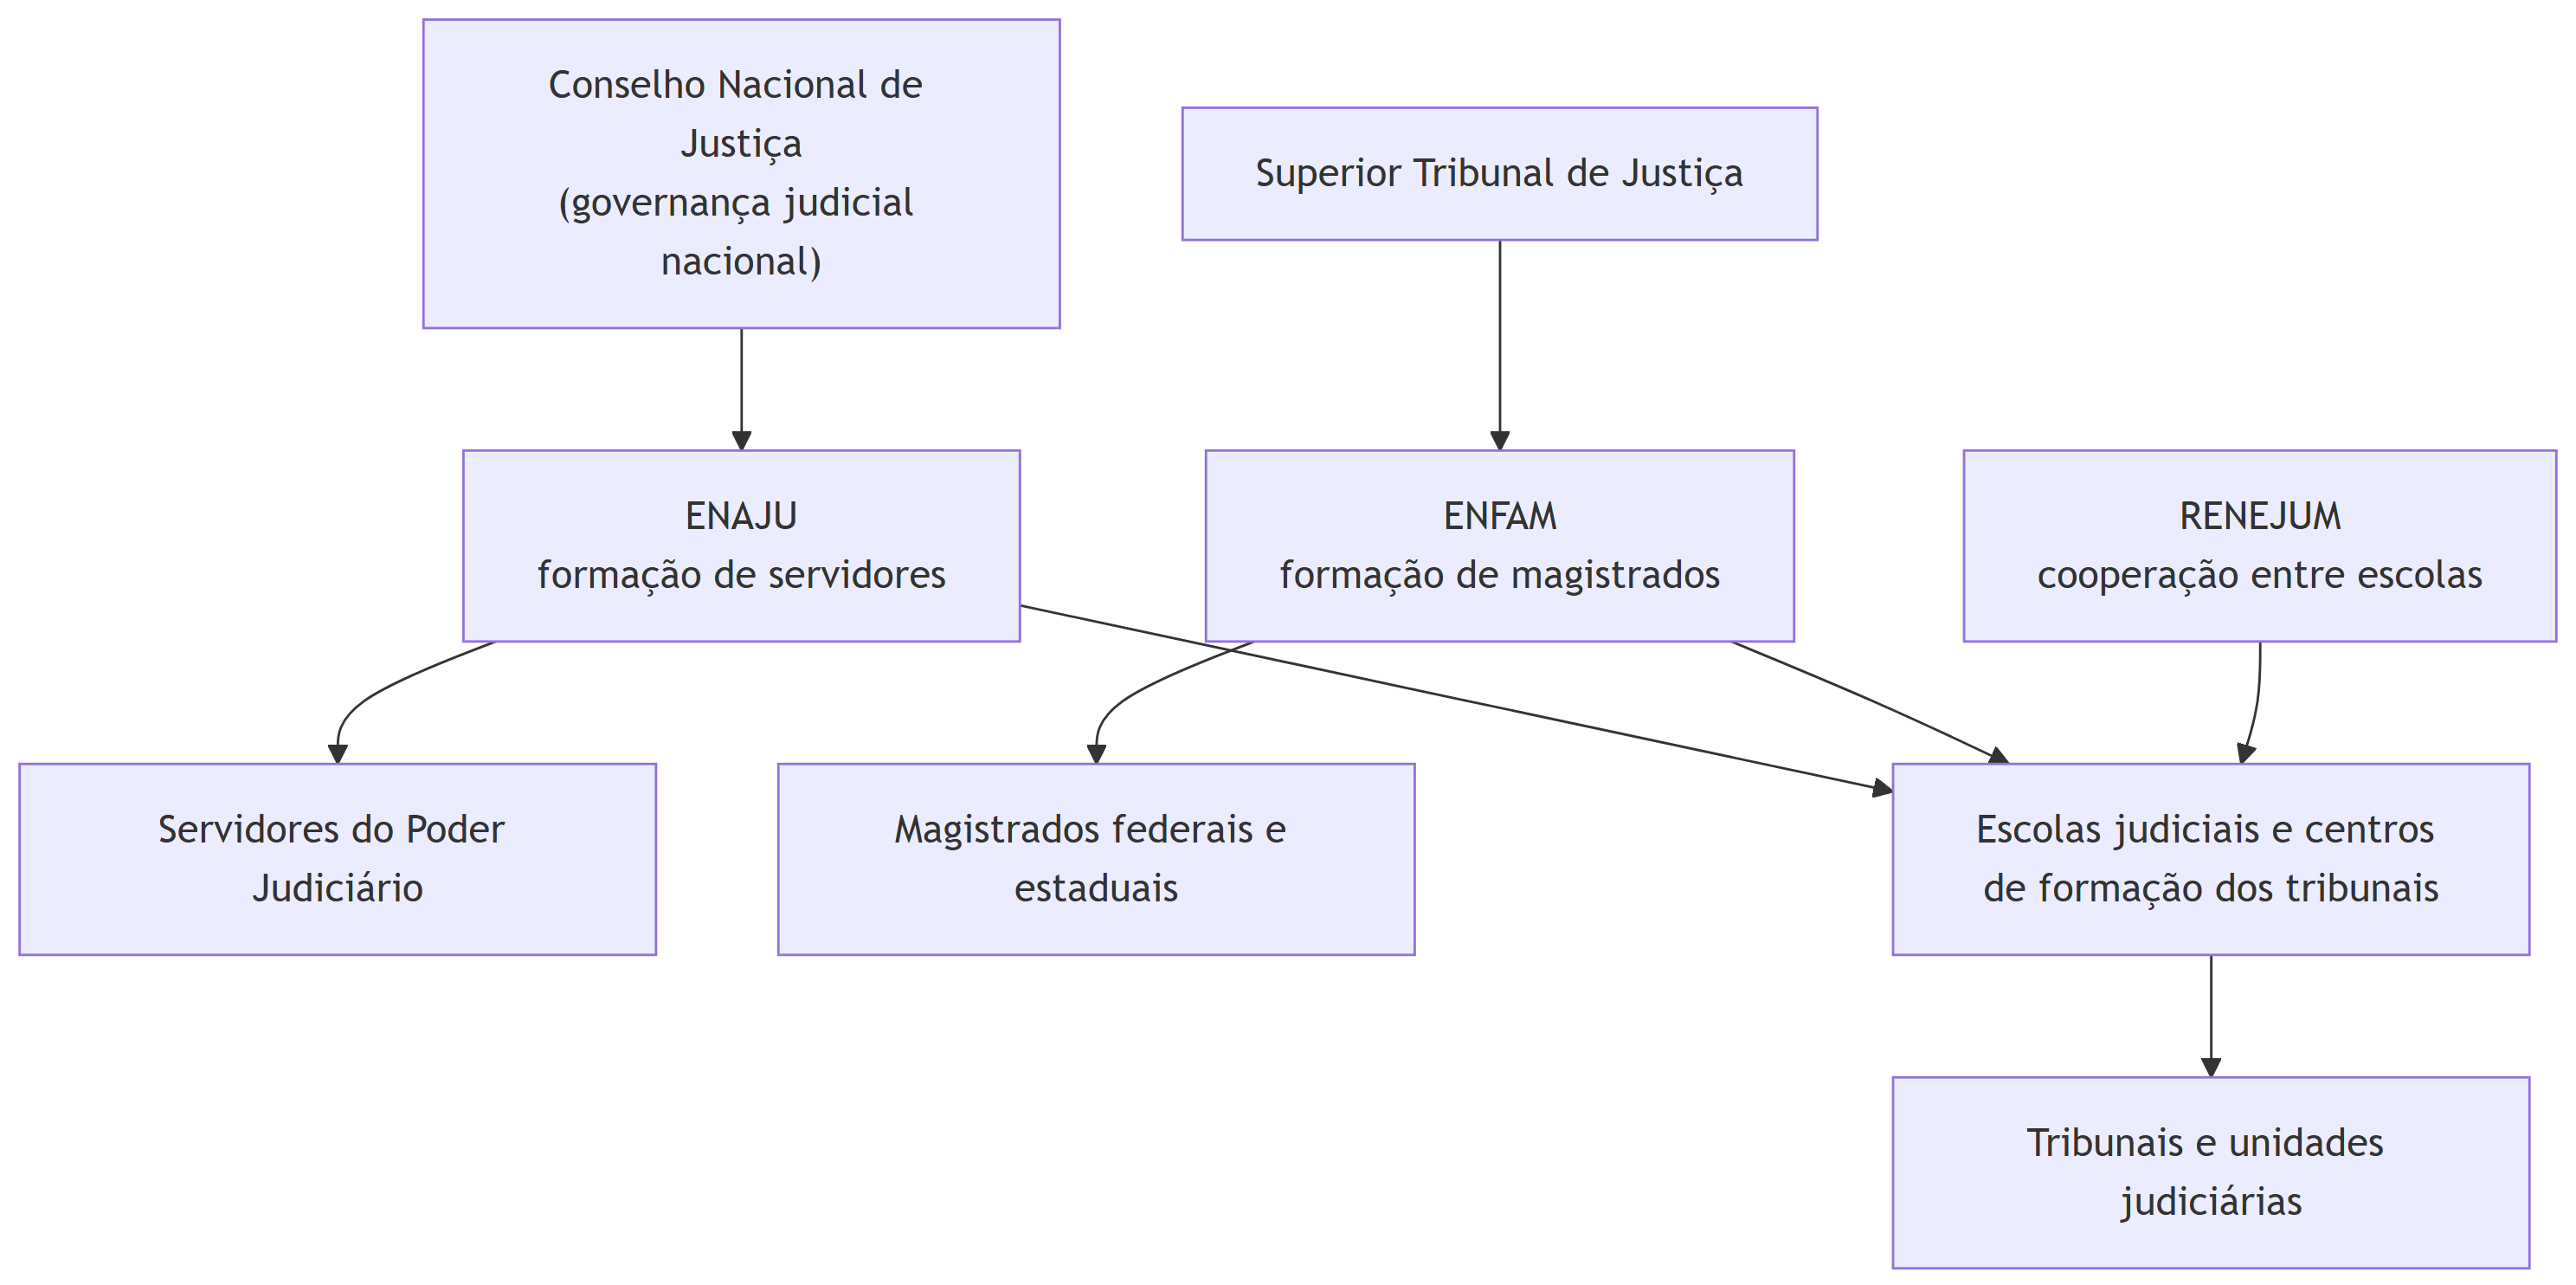 Conselho Nacional de
Justiça
(governança judicial
nacional)
Superior Tribunal de Justiça
ENAJU
formação de servidores
ENFAM
formação de magistrados
RENEJUM
cooperação entre escolas
Servidores do Poder
Judiciário
Magistrados federais e
estaduais
Escolas judiciais e centros
de formação dos tribunais
Tribunais e unidades
judiciárias